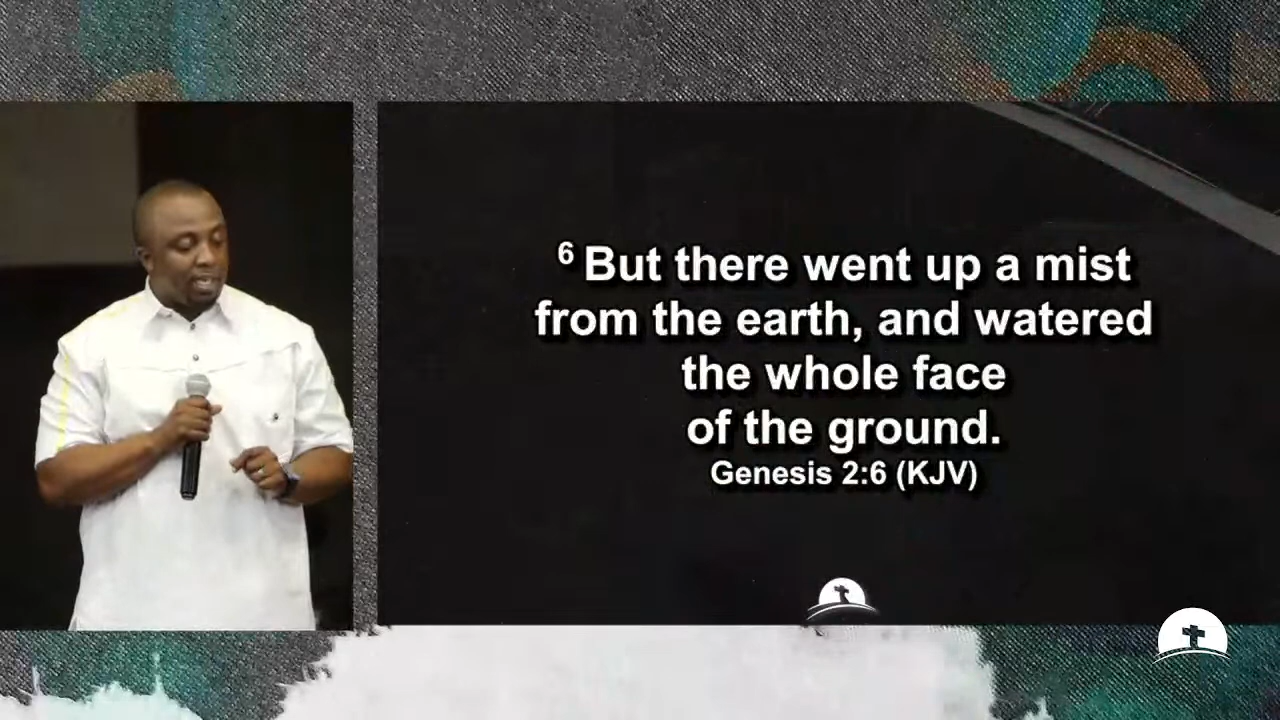 6 But there went up a mist
from the earth, and watered
the whole face
of the ground.
Genesis 2:6 (KJV)